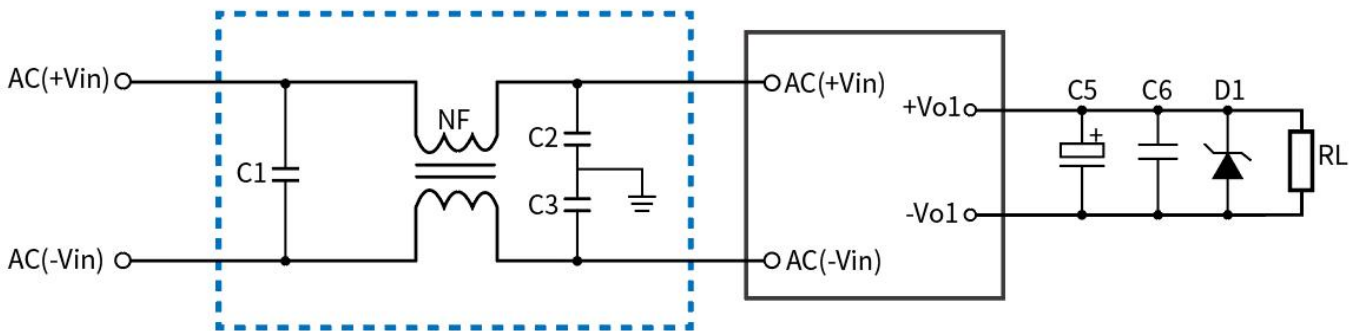 AC(+Vin)
NF
C1
C2
C3
AC(-Vin)
AC(+Vin)
AC(-Vin)
+Vo1
-Vo1
C5
C6
D1
+
RL